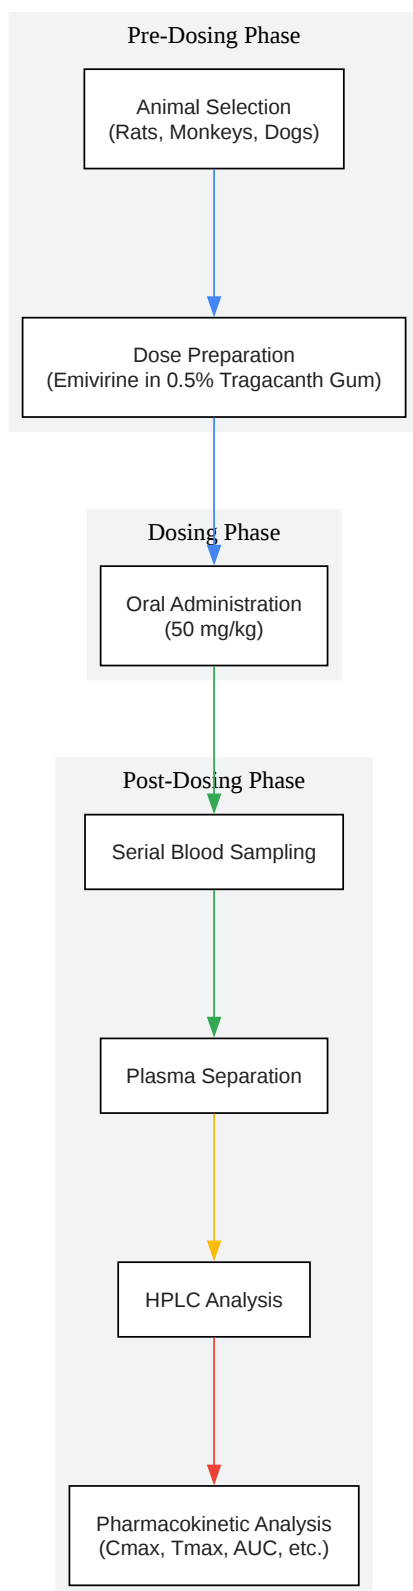 Pre-Dosing Phase
Animal Selection
(Rats, Monkeys, Dogs)
Dose Preparation
(Emivirine in 0.5% Tragacanth Gum)
Dosing Phase
Oral Administration
(50 mg/kg)
Post-Dosing Phase
Serial Blood Sampling
Plasma Separation
HPLC Analysis
Pharmacokinetic Analysis
(Cmax, Tmax, AUC, etc.)